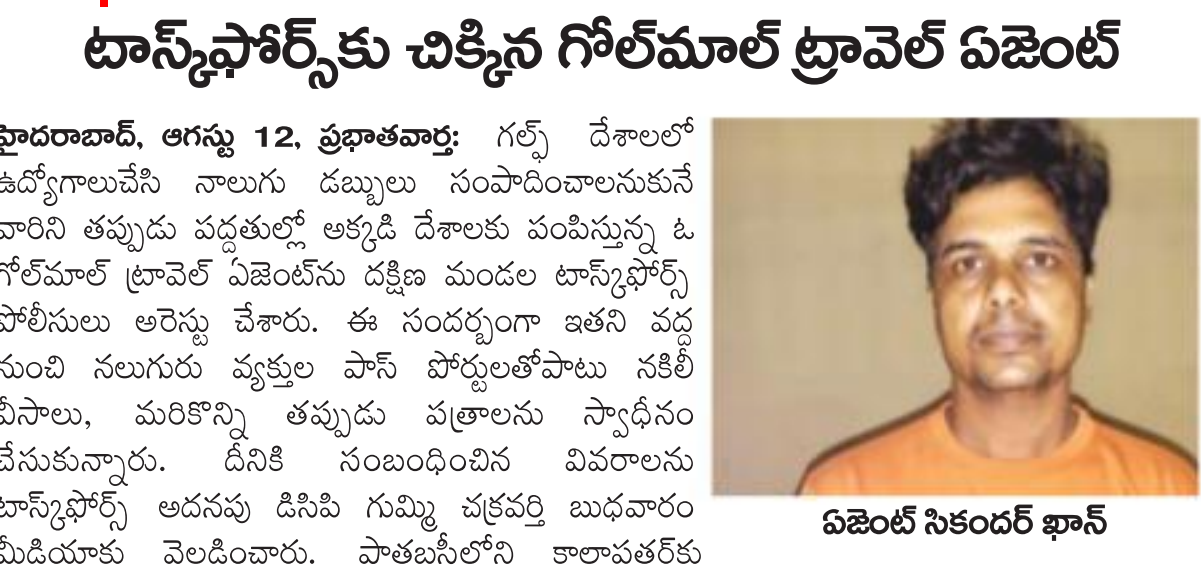 టాస్క్‌ఫోర్స్‌కు చిక్కిన గోల్‌మాల్ ట్రావెల్ ఏజెంట్
హైదరాబాద్, ఆగస్టు 12, ప్రభాతవార్త: గల్ఫ్ దేశాలలో
ఉద్యోగాలుచేసి నాలుగు డబ్బులు సంపాదించాలనుకునే
వారిని తప్పుడు పద్దతుల్లో అక్కడి దేశాలకు పంపిస్తున్న ఓ
గోల్‌మాల్ ట్రావెల్ ఏజెంట్‌ను దక్షిణ మండల టాస్క్‌ఫోర్స్
పోలీసులు అరెస్టు చేశారు. ఈ సందర్భంగా ఇతని వద్ద
నుంచి నలుగురు వ్యక్తుల పాస్ పోర్టులతోపాటు నకిలీ
వీసాలు, మరికొన్ని తప్పుడు పత్రాలను స్వాధీనం
చేసుకున్నారు. దీనికి సంబంధించిన వివరాలను
టాస్క్‌ఫోర్స్ అదనపు డిసిపి గుమ్మి చక్రవర్తి బుధవారం
మీడియాకు వెలడించారు. పాతబసీలోని కాలాపతర్‌కు
ఏజెంట్ సికందర్ ఖాన్